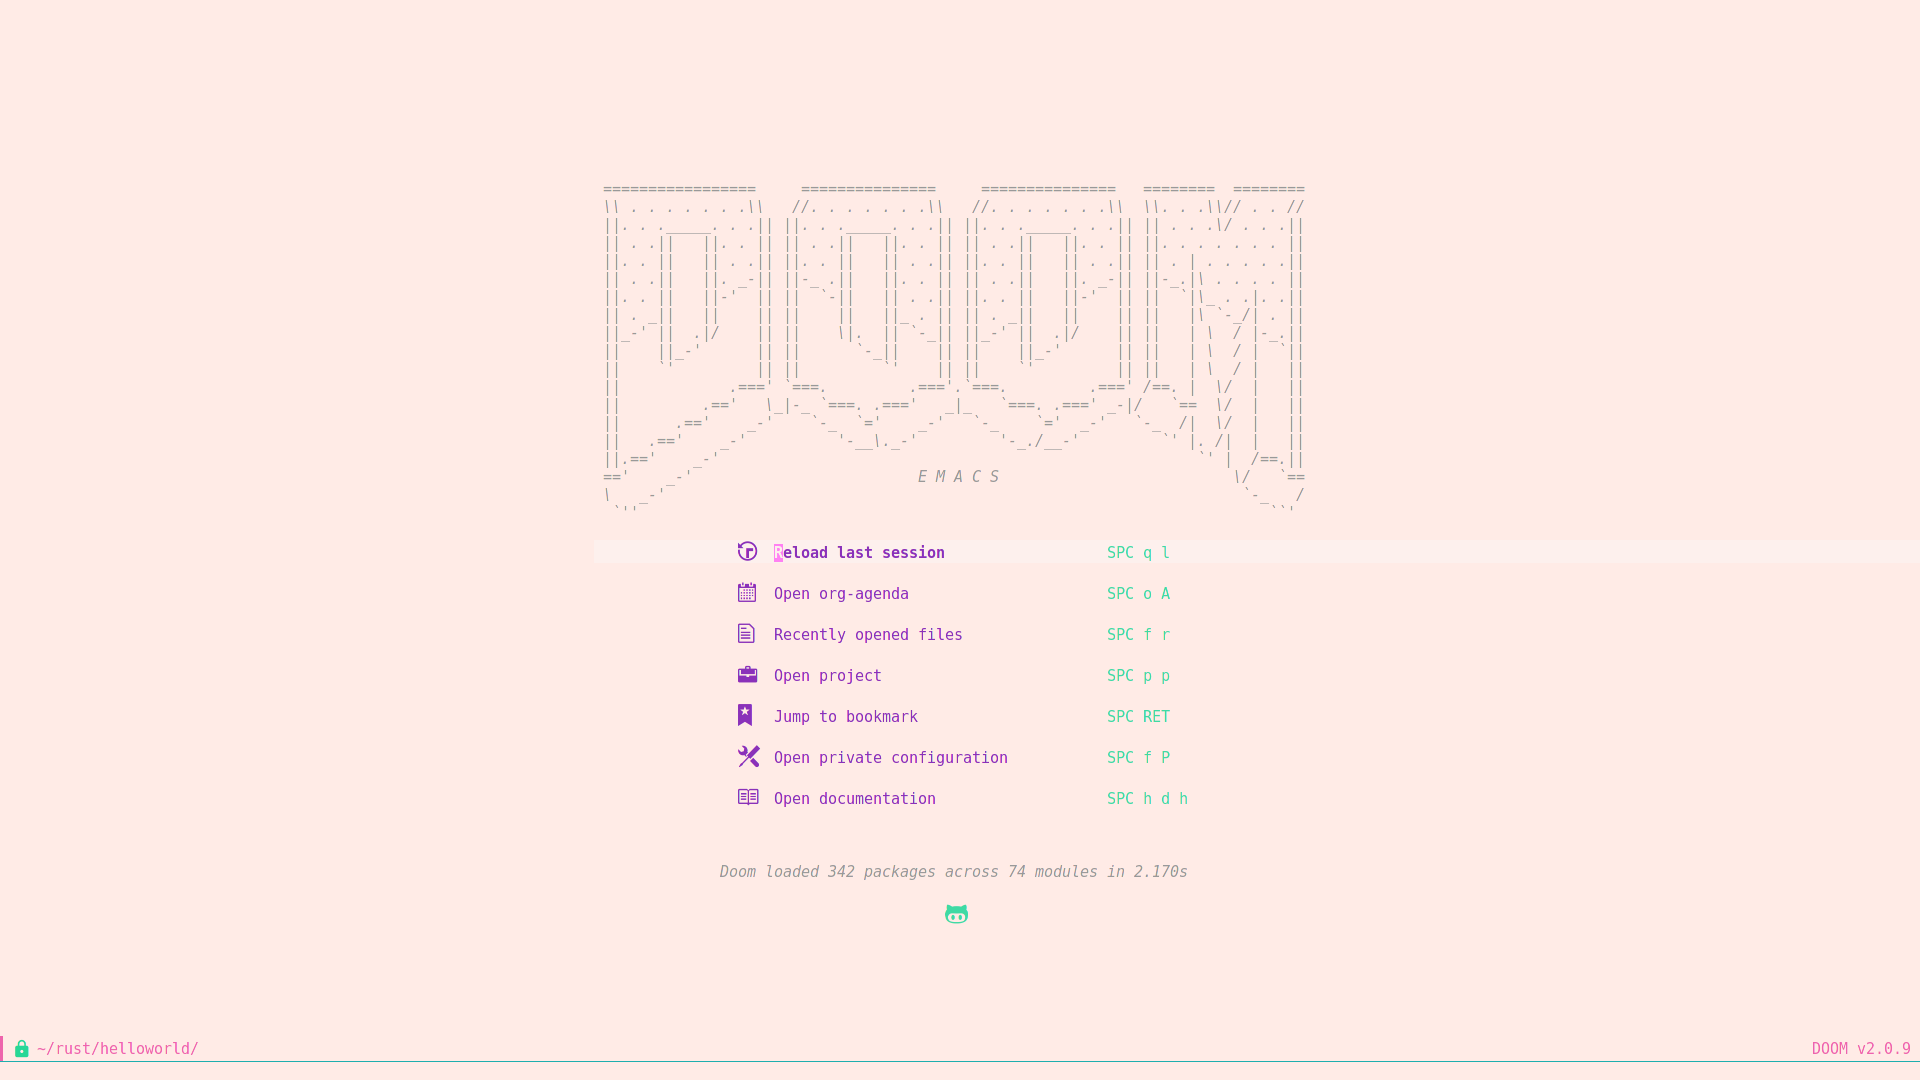 E M A C S
Reload last session SPC q l
Open org-agenda SPC o A
Recently opened files SPC f r
Open project SPC p p
Jump to bookmark SPC RET
Open private configuration SPC f P
Open documentation SPC h d h
Doom loaded 342 packages across 74 modules in 2.170s
~/rust/helloworld/ DOOM v2.0.9